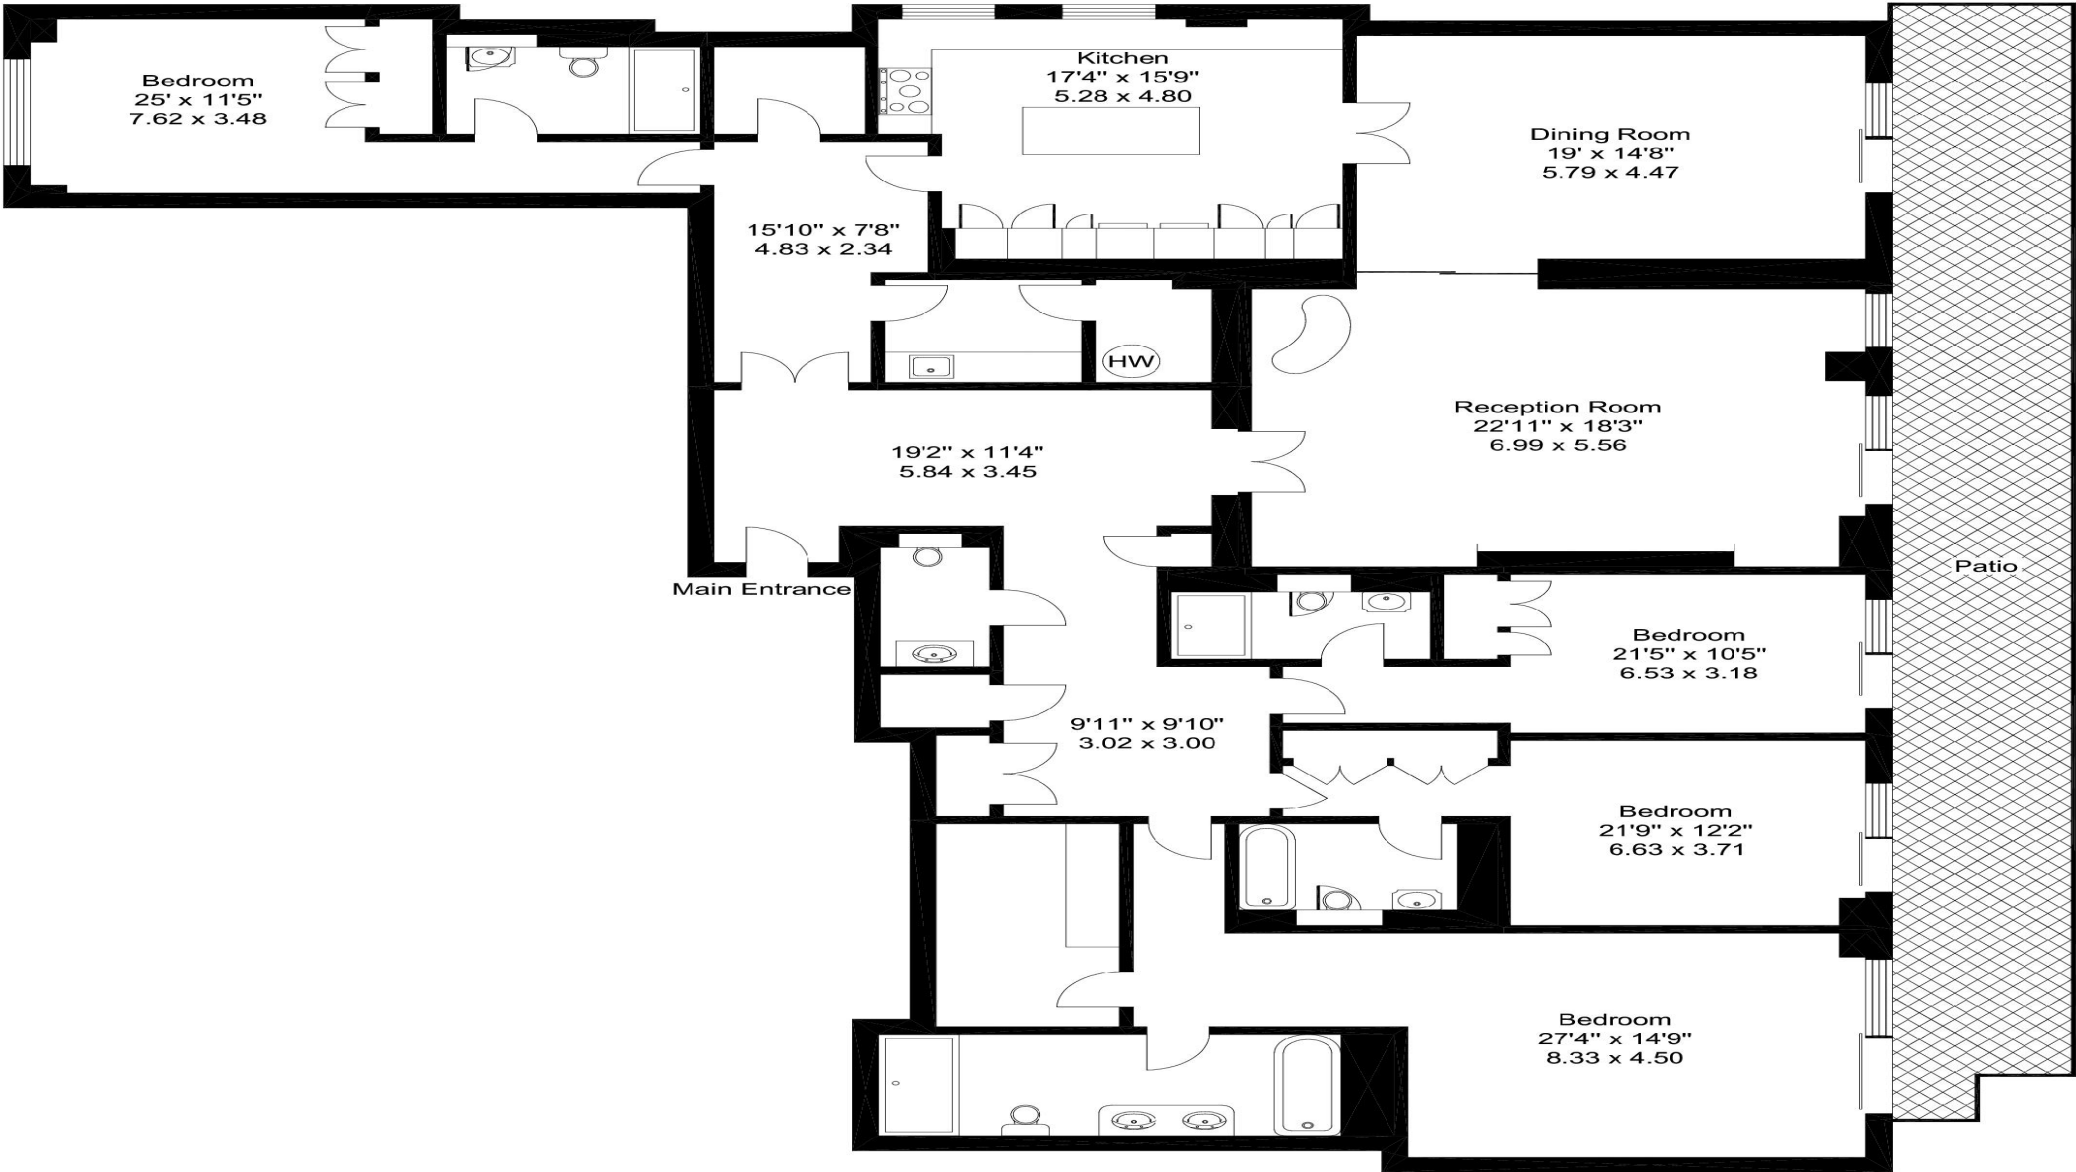 Bedroom
25' x 11'5"
7.62 x 3.48
Kitchen
17'4" x 15'9"
5.28 x 4.80
Dining Room
19' x 14'8"
5.79 x 4.47
15'10" x 7'8"
4.83 x 2.34
HW
Reception Room
22'11" x 18'3"
6.99 x 5.56
19'2" x 11'4"
5.84 x 3.45
Main Entrance
Patio
Bedroom
21'5" x 10'5"
6.53 x 3.18
9'11" x 9'10"
3.02 x 3.00
Bedroom
21'9" x 12'2"
6.63 x 3.71
Bedroom
27'4" x 14'9"
8.33 x 4.50